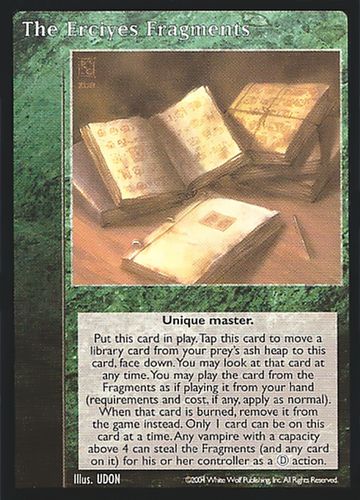 The Erciyes Fragments
Unique master.
Put this card in play. Tap this card to move a
library card from your prey's ash heap to this
card, face down. You may look at that card at
any time. You may play the card from the
Fragments as if playing it from your hand
(requirements and cost, if any, apply as normal).
When that card is burned, remove it from
the game instead. Only 1 card can be on this
card at a time. Any vampire with a capacity
above 4 can steal the Fragments (and any card
on it) for his or her controller as a Ⓓ action.
Illus. UDON
©2004 White Wolf Publishing, Inc. All Rights Reserved.